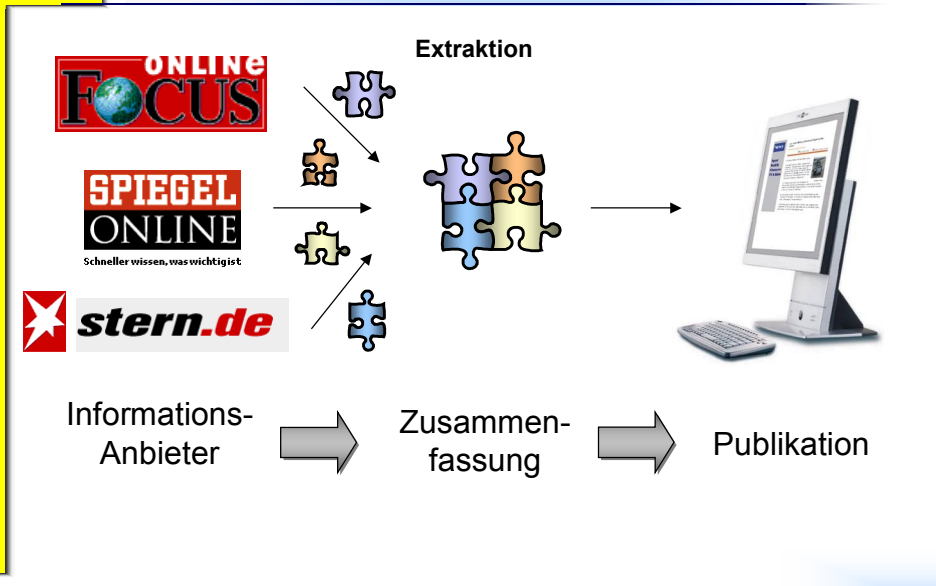 Extraktion
ONLINE
FOCUS
SPIEGEL
ONLINE
Schneller wissen, was wichtig ist
stern.de
Informations-
Anbieter
Zusammen-
fassung
Publikation